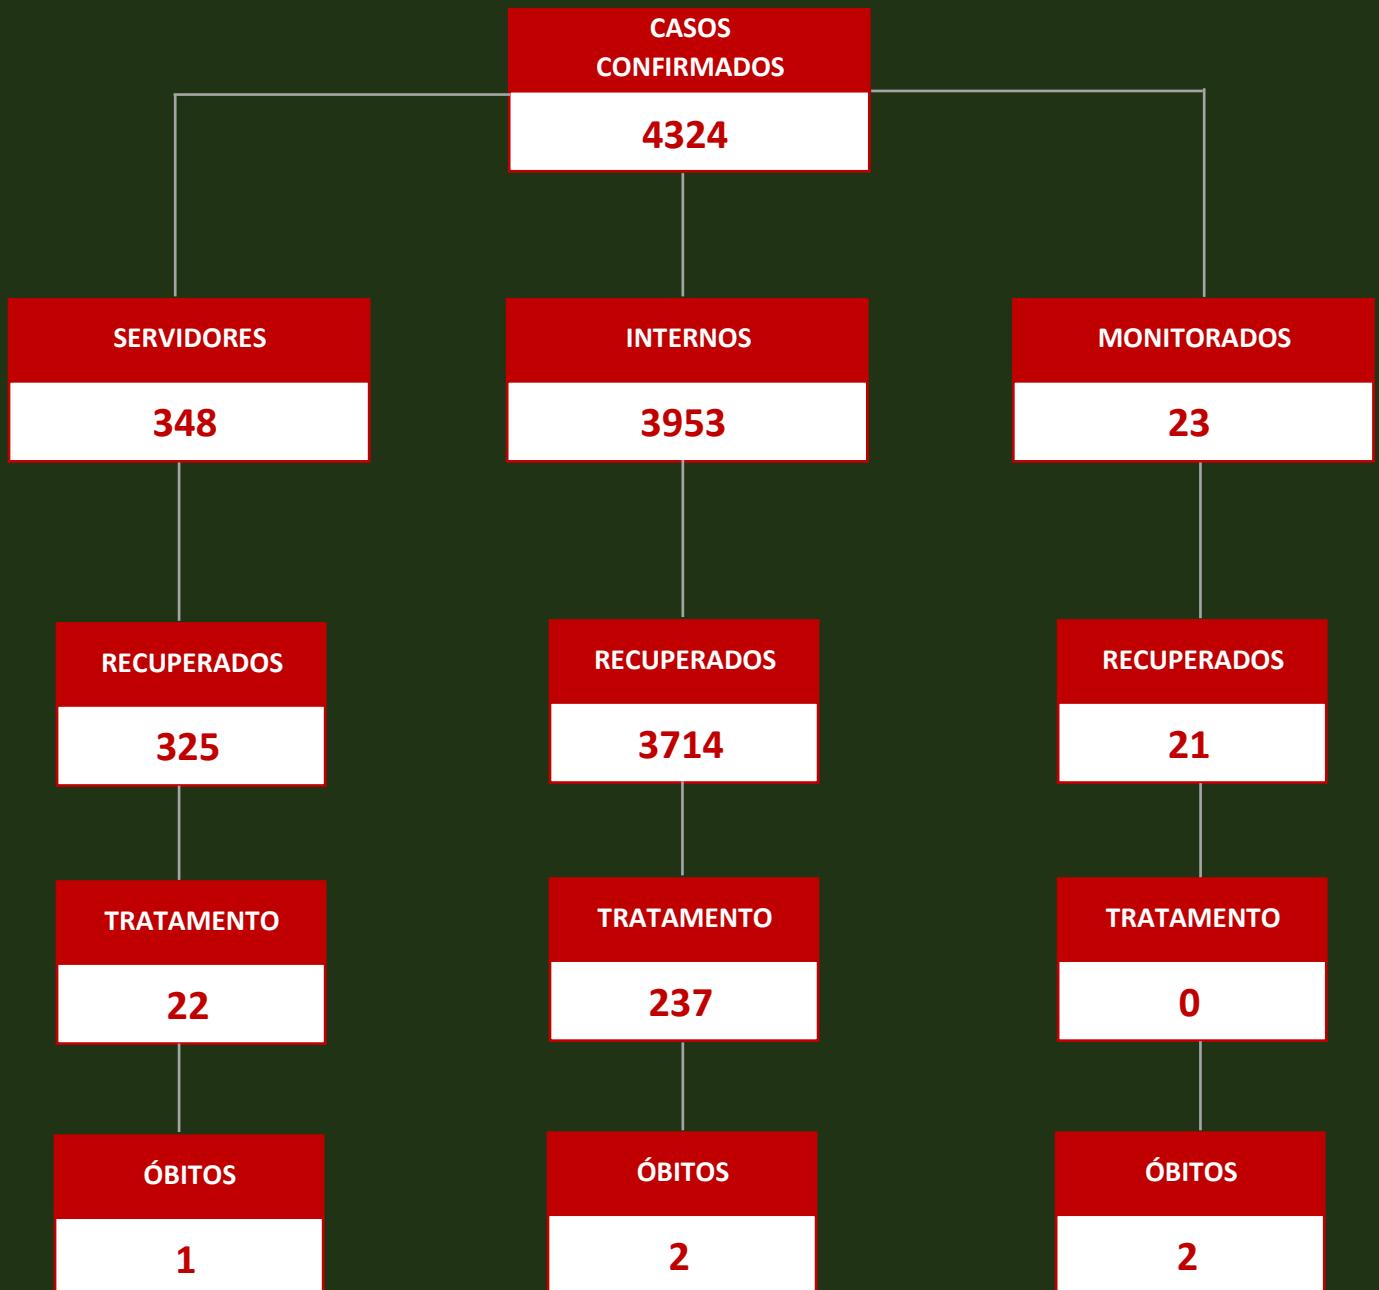 CASOS
CONFIRMADOS
4324
SERVIDORES
INTERNOS
MONITORADOS
348
3953
23
RECUPERADOS
RECUPERADOS
RECUPERADOS
325
3714
21
TRATAMENTO
TRATAMENTO
TRATAMENTO
22
237
0
ÓBITOS
ÓBITOS
ÓBITOS
1
2
2